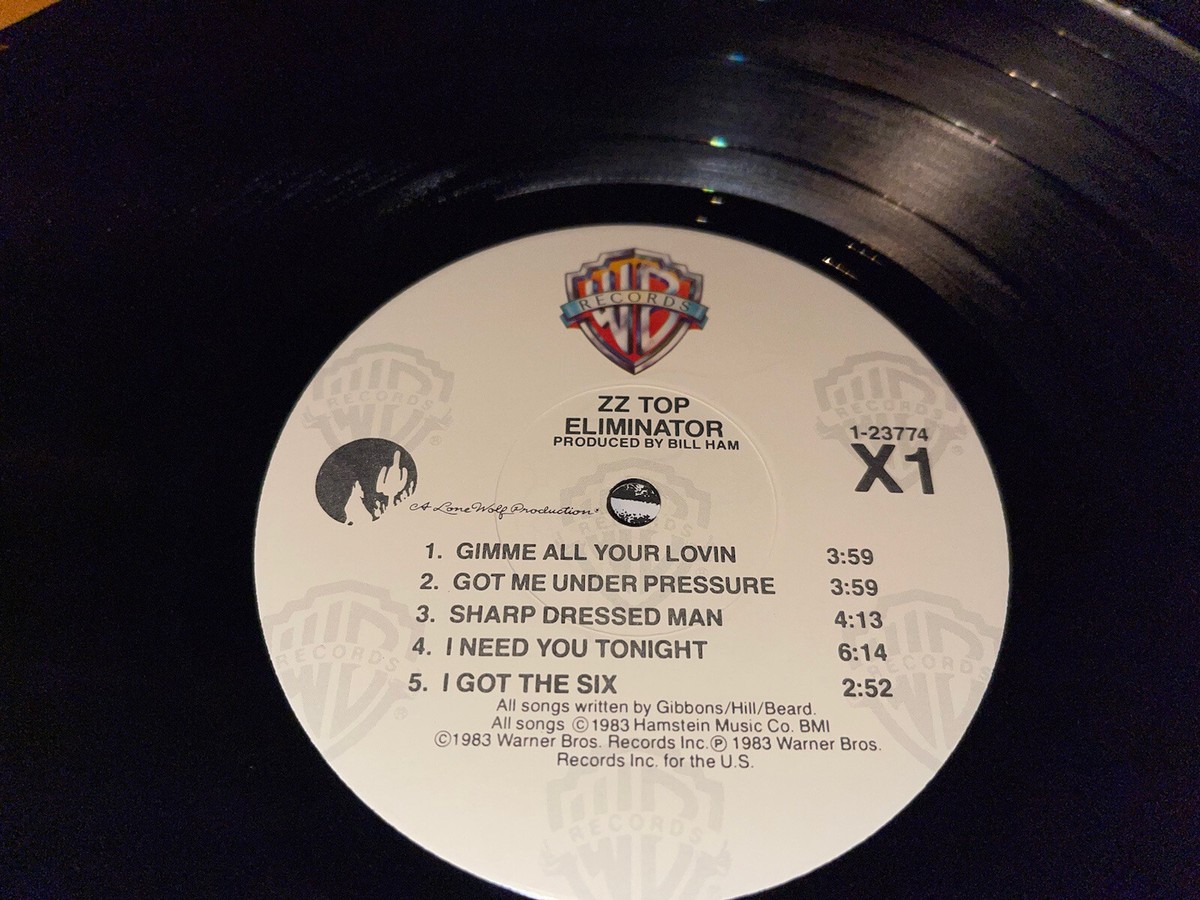 RECORDS
ZZ TOP
ELIMINATOR
PRODUCED BY BILL HAM
1-23774
X1
A Lone Wolf Production
1. GIMME ALL YOUR LOVIN 3:59
2. GOT ME UNDER PRESSURE 3:59
3. SHARP DRESSED MAN 4:13
4. I NEED YOU TONIGHT 6:14
5. I GOT THE SIX 2:52
All songs written by Gibbons/Hill/Beard.
All songs ©1983 Hamstein Music Co. BMI
©1983 Warner Bros. Records Inc.℗ 1983 Warner Bros.
Records Inc. for the U.S.